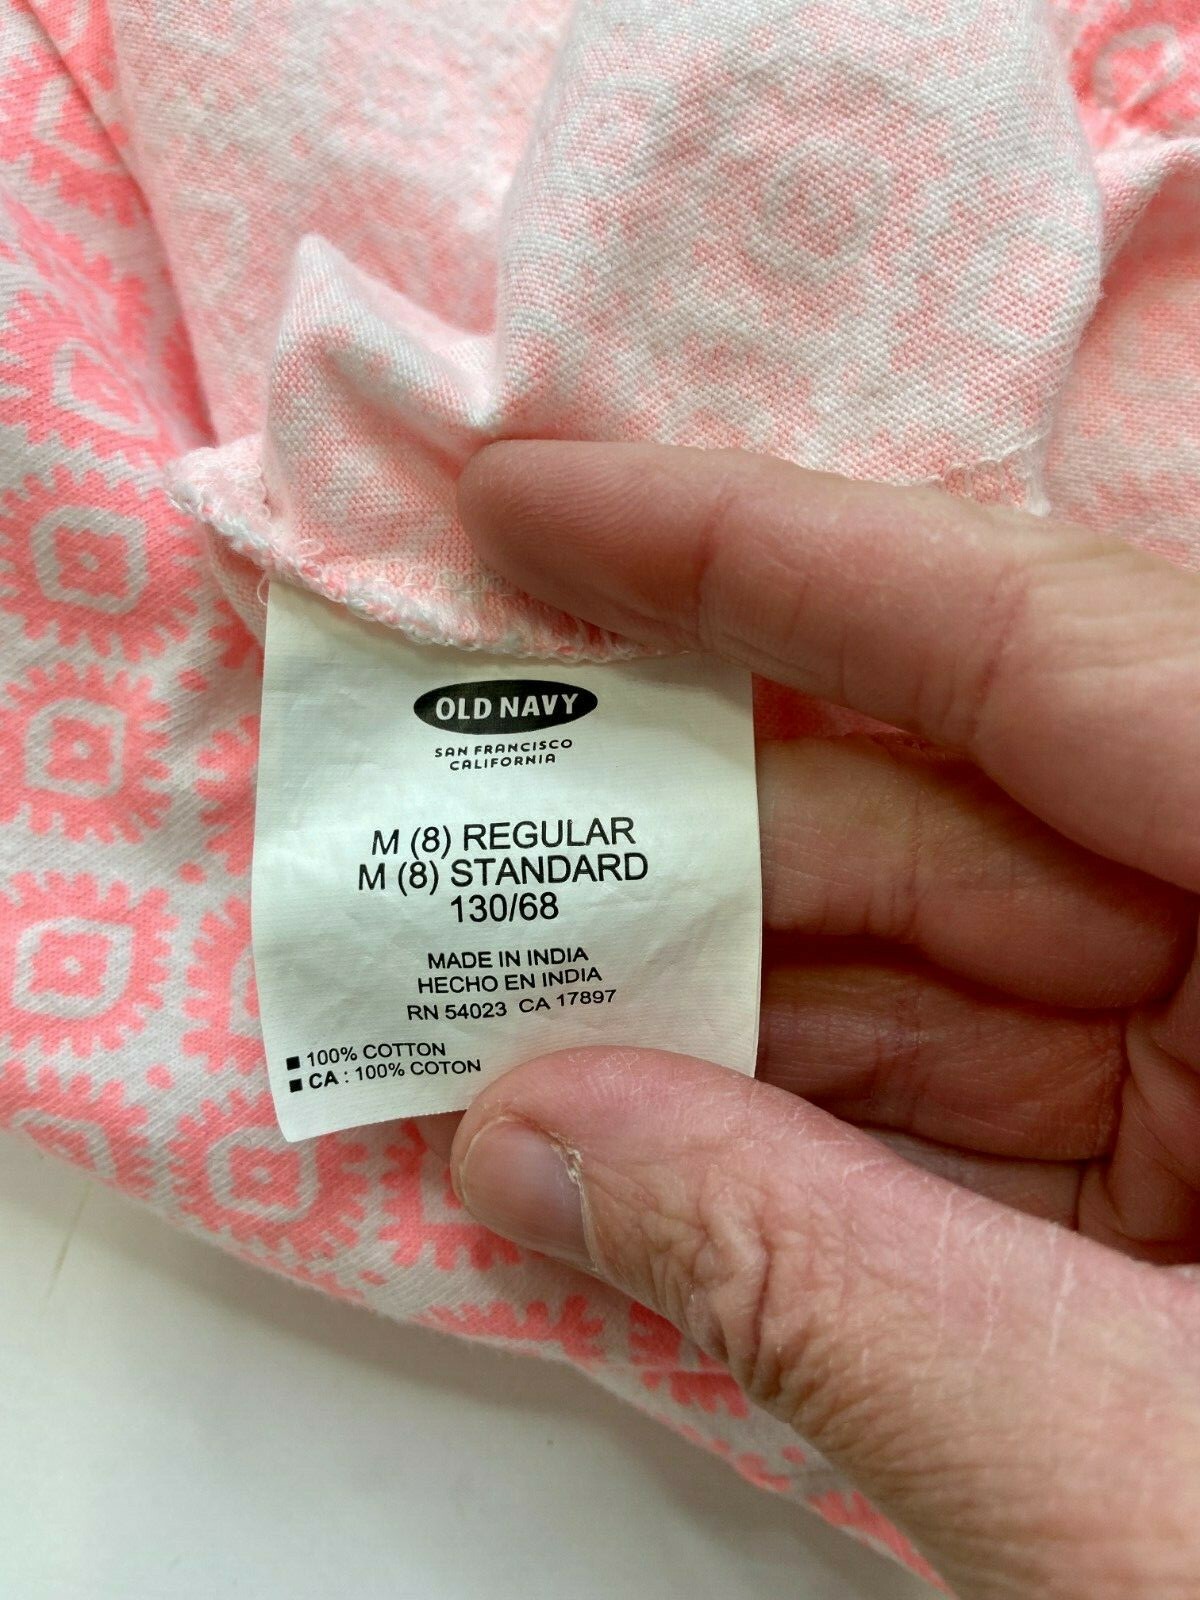 OLD NAVY
SAN FRANCISCO
CALIFORNIA
M (8) REGULAR
M (8) STANDARD
130/68
MADE IN INDIA
HECHO EN INDIA
RN 54023 CA 17897
■ 100% COTTON
■ CA : 100% COTON